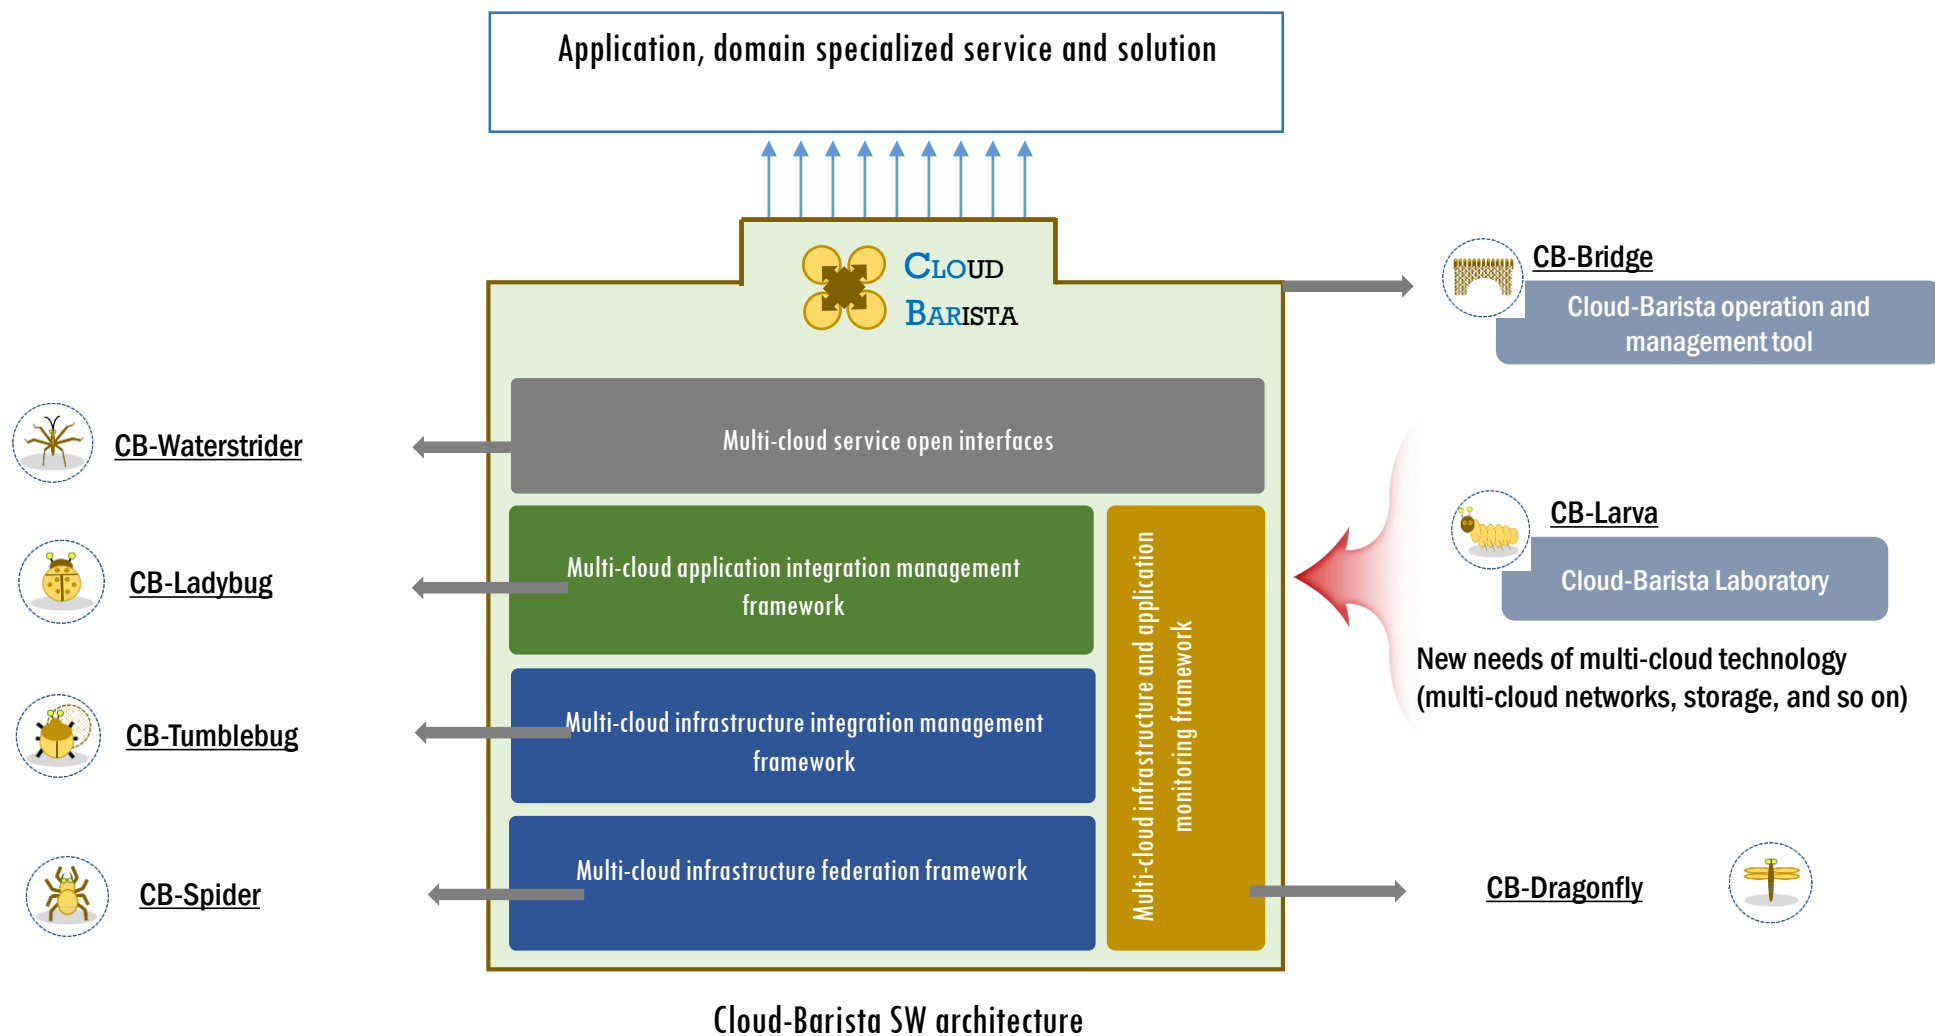 Application, domain specialized service and solution
CLOUD
BARISTA
CB-Bridge
Cloud-Barista operation and
management tool
Multi-cloud service open interfaces
CB-Waterstrider
CB-Larva
Cloud-Barista Laboratory
Multi-cloud application integration management
framework
CB-Ladybug
New needs of multi-cloud technology
(multi-cloud networks, storage, and so on)
Multi-cloud infrastructure and application
monitoring framework
Multi-cloud infrastructure integration management
framework
CB-Tumblebug
Multi-cloud infrastructure federation framework
CB-Spider
CB-Dragonfly
Cloud-Barista SW architecture